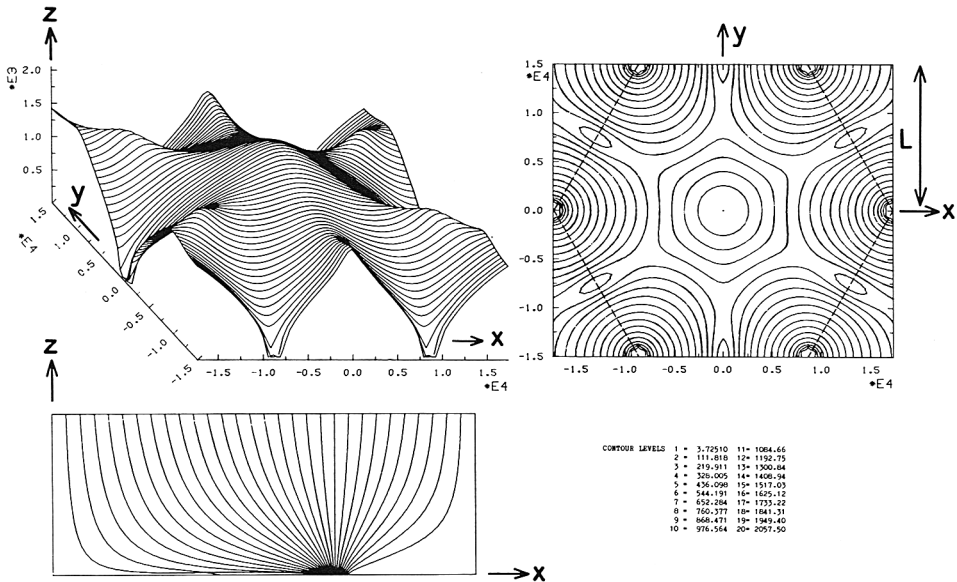 z
*E3
2.0
1.5
1.0
0.5
y
1.5
*E4
1.0
0.5
0.0
-0.5
-1.0
-1.5
-1.5 -1.0 -0.5 0.0 0.5 1.0 1.5
*E4
x
y
1.5
*E4
1.0
0.5
0.0
-0.5
-1.0
-1.5
-1.5 -1.0 -0.5 0.0 0.5 1.0 1.5
*E4
L
x
z
x
CONTOUR LEVELS 1 = 3.72510 11= 1084.66
2 = 111.818 12= 1192.75
3 = 219.911 13= 1300.84
4 = 328.005 14= 1408.94
5 = 436.098 15= 1517.03
6 = 544.191 16= 1625.12
7 = 652.284 17= 1733.22
8 = 760.377 18= 1841.31
9 = 868.471 19= 1949.40
10 = 976.564 20= 2057.50